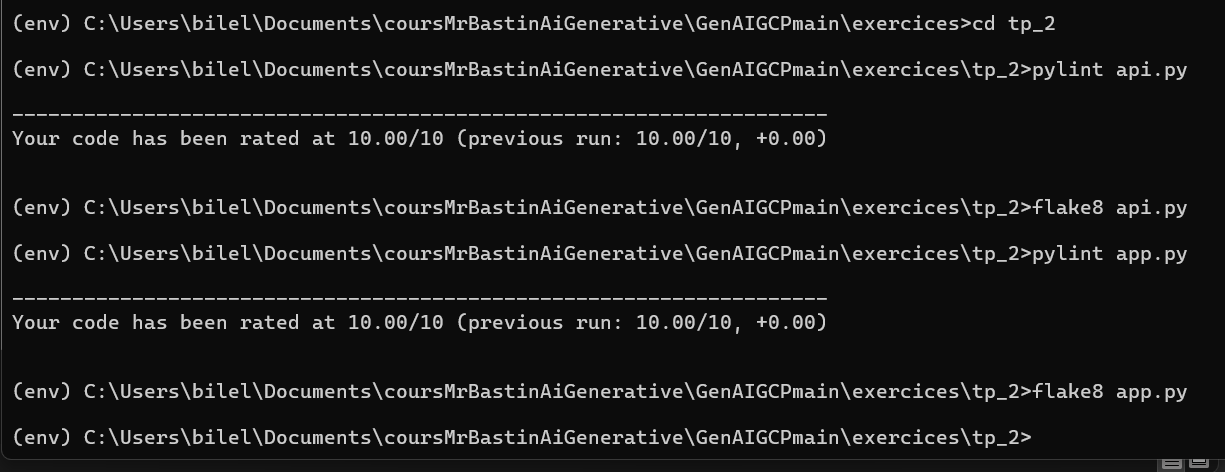 (env) C:\Users\bilel\Documents\coursMrBastinAiGenerative\GenAIGCPmain\exercices>cd tp_2
(env) C:\Users\bilel\Documents\coursMrBastinAiGenerative\GenAIGCPmain\exercices\tp_2>pylint api.py
--------------------------------------------------------------------
Your code has been rated at 10.00/10 (previous run: 10.00/10, +0.00)
(env) C:\Users\bilel\Documents\coursMrBastinAiGenerative\GenAIGCPmain\exercices\tp_2>flake8 api.py
(env) C:\Users\bilel\Documents\coursMrBastinAiGenerative\GenAIGCPmain\exercices\tp_2>pylint app.py
--------------------------------------------------------------------
Your code has been rated at 10.00/10 (previous run: 10.00/10, +0.00)
(env) C:\Users\bilel\Documents\coursMrBastinAiGenerative\GenAIGCPmain\exercices\tp_2>flake8 app.py
(env) C:\Users\bilel\Documents\coursMrBastinAiGenerative\GenAIGCPmain\exercices\tp_2>